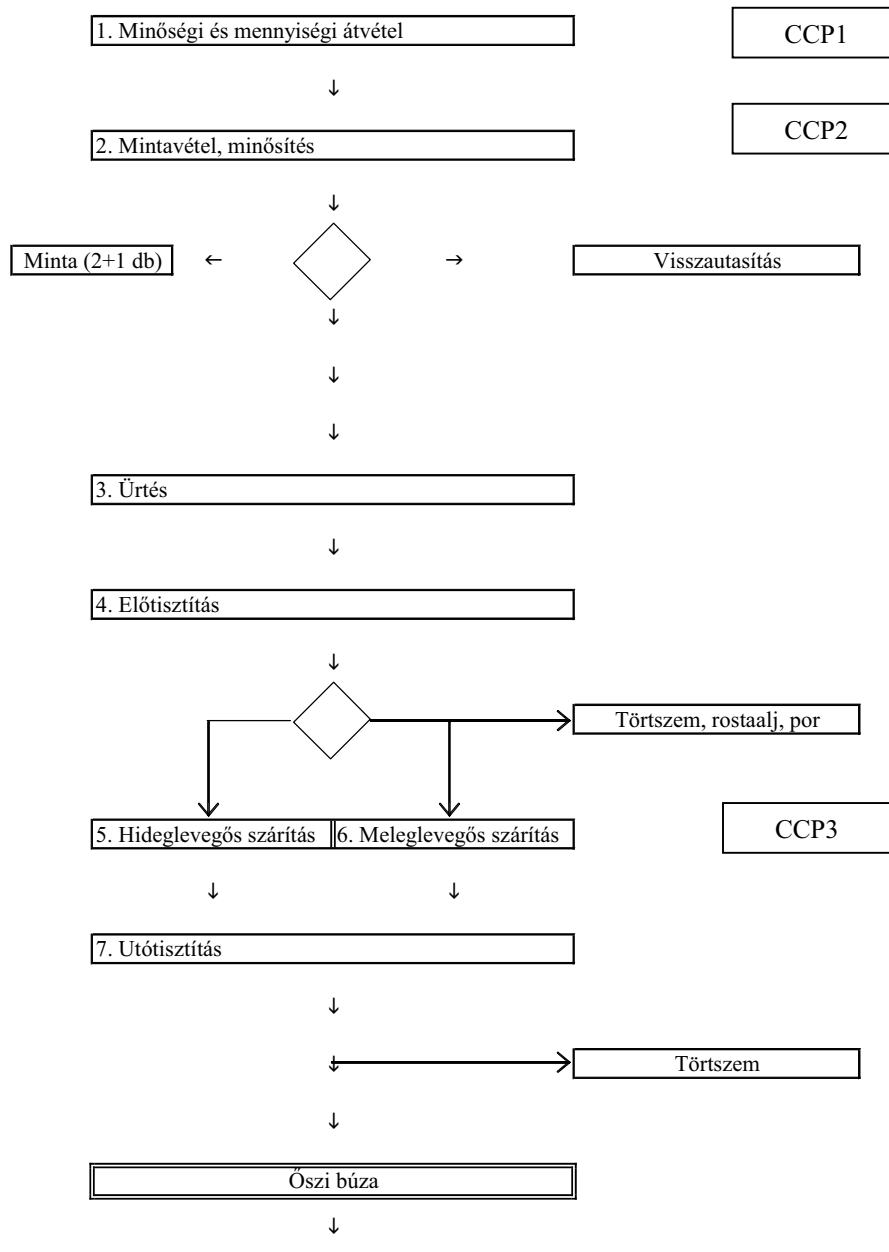 1. Minőségi és mennyiségi átvétel
CCP1
↓
2. Mintavétel, minősítés
CCP2
↓
Minta (2+1 db) ← → Visszautasítás
↓
↓
↓
3. Ürtés
↓
4. Előtisztítás
↓
Törtszem, rostaalj, por
5. Hideglevegős szárítás 6. Meleglevegős szárítás
CCP3
↓ ↓
7. Utótisztítás
↓
↓ Törtszem
↓
Őszi búza
↓